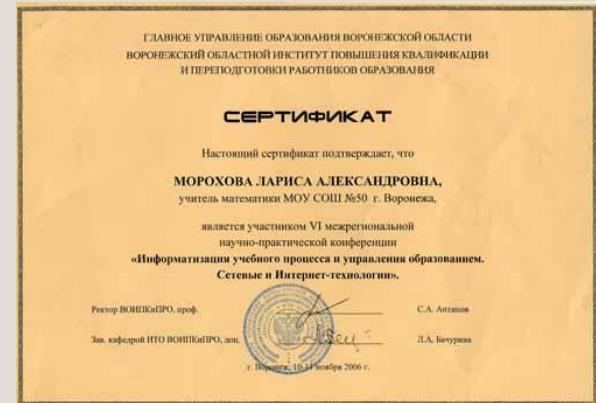 ГЛАВНОЕ УПРАВЛЕНИЕ ОБРАЗОВАНИЯ ВОРОНЕЖСКОЙ ОБЛАСТИ
ВОРОНЕЖСКИЙ ОБЛАСТНОЙ ИНСТИТУТ ПОВЫШЕНИЯ КВАЛИФИКАЦИИ
И ПЕРЕПОДГОТОВКИ РАБОТНИКОВ ОБРАЗОВАНИЯ
СЕРТИФИКАТ
Настоящий сертификат подтверждает, что
МОРОХОВА ЛАРИСА АЛЕКСАНДРОВНА,
учитель математики МОУ СОШ №50 г. Воронежа,
является участником VI межрегиональной
научно-практической конференции
«Информатизация учебного процесса и управления образованием.
Сетевые и Интернет-технологии».
Ректор ВОИПКиПРО, проф. С.А.
Зав. кафедрой ИТО ВОИПКиПРО, доц. Л.А. Бачурина
г. Воронеж, 10-11 ноября 2006 г.